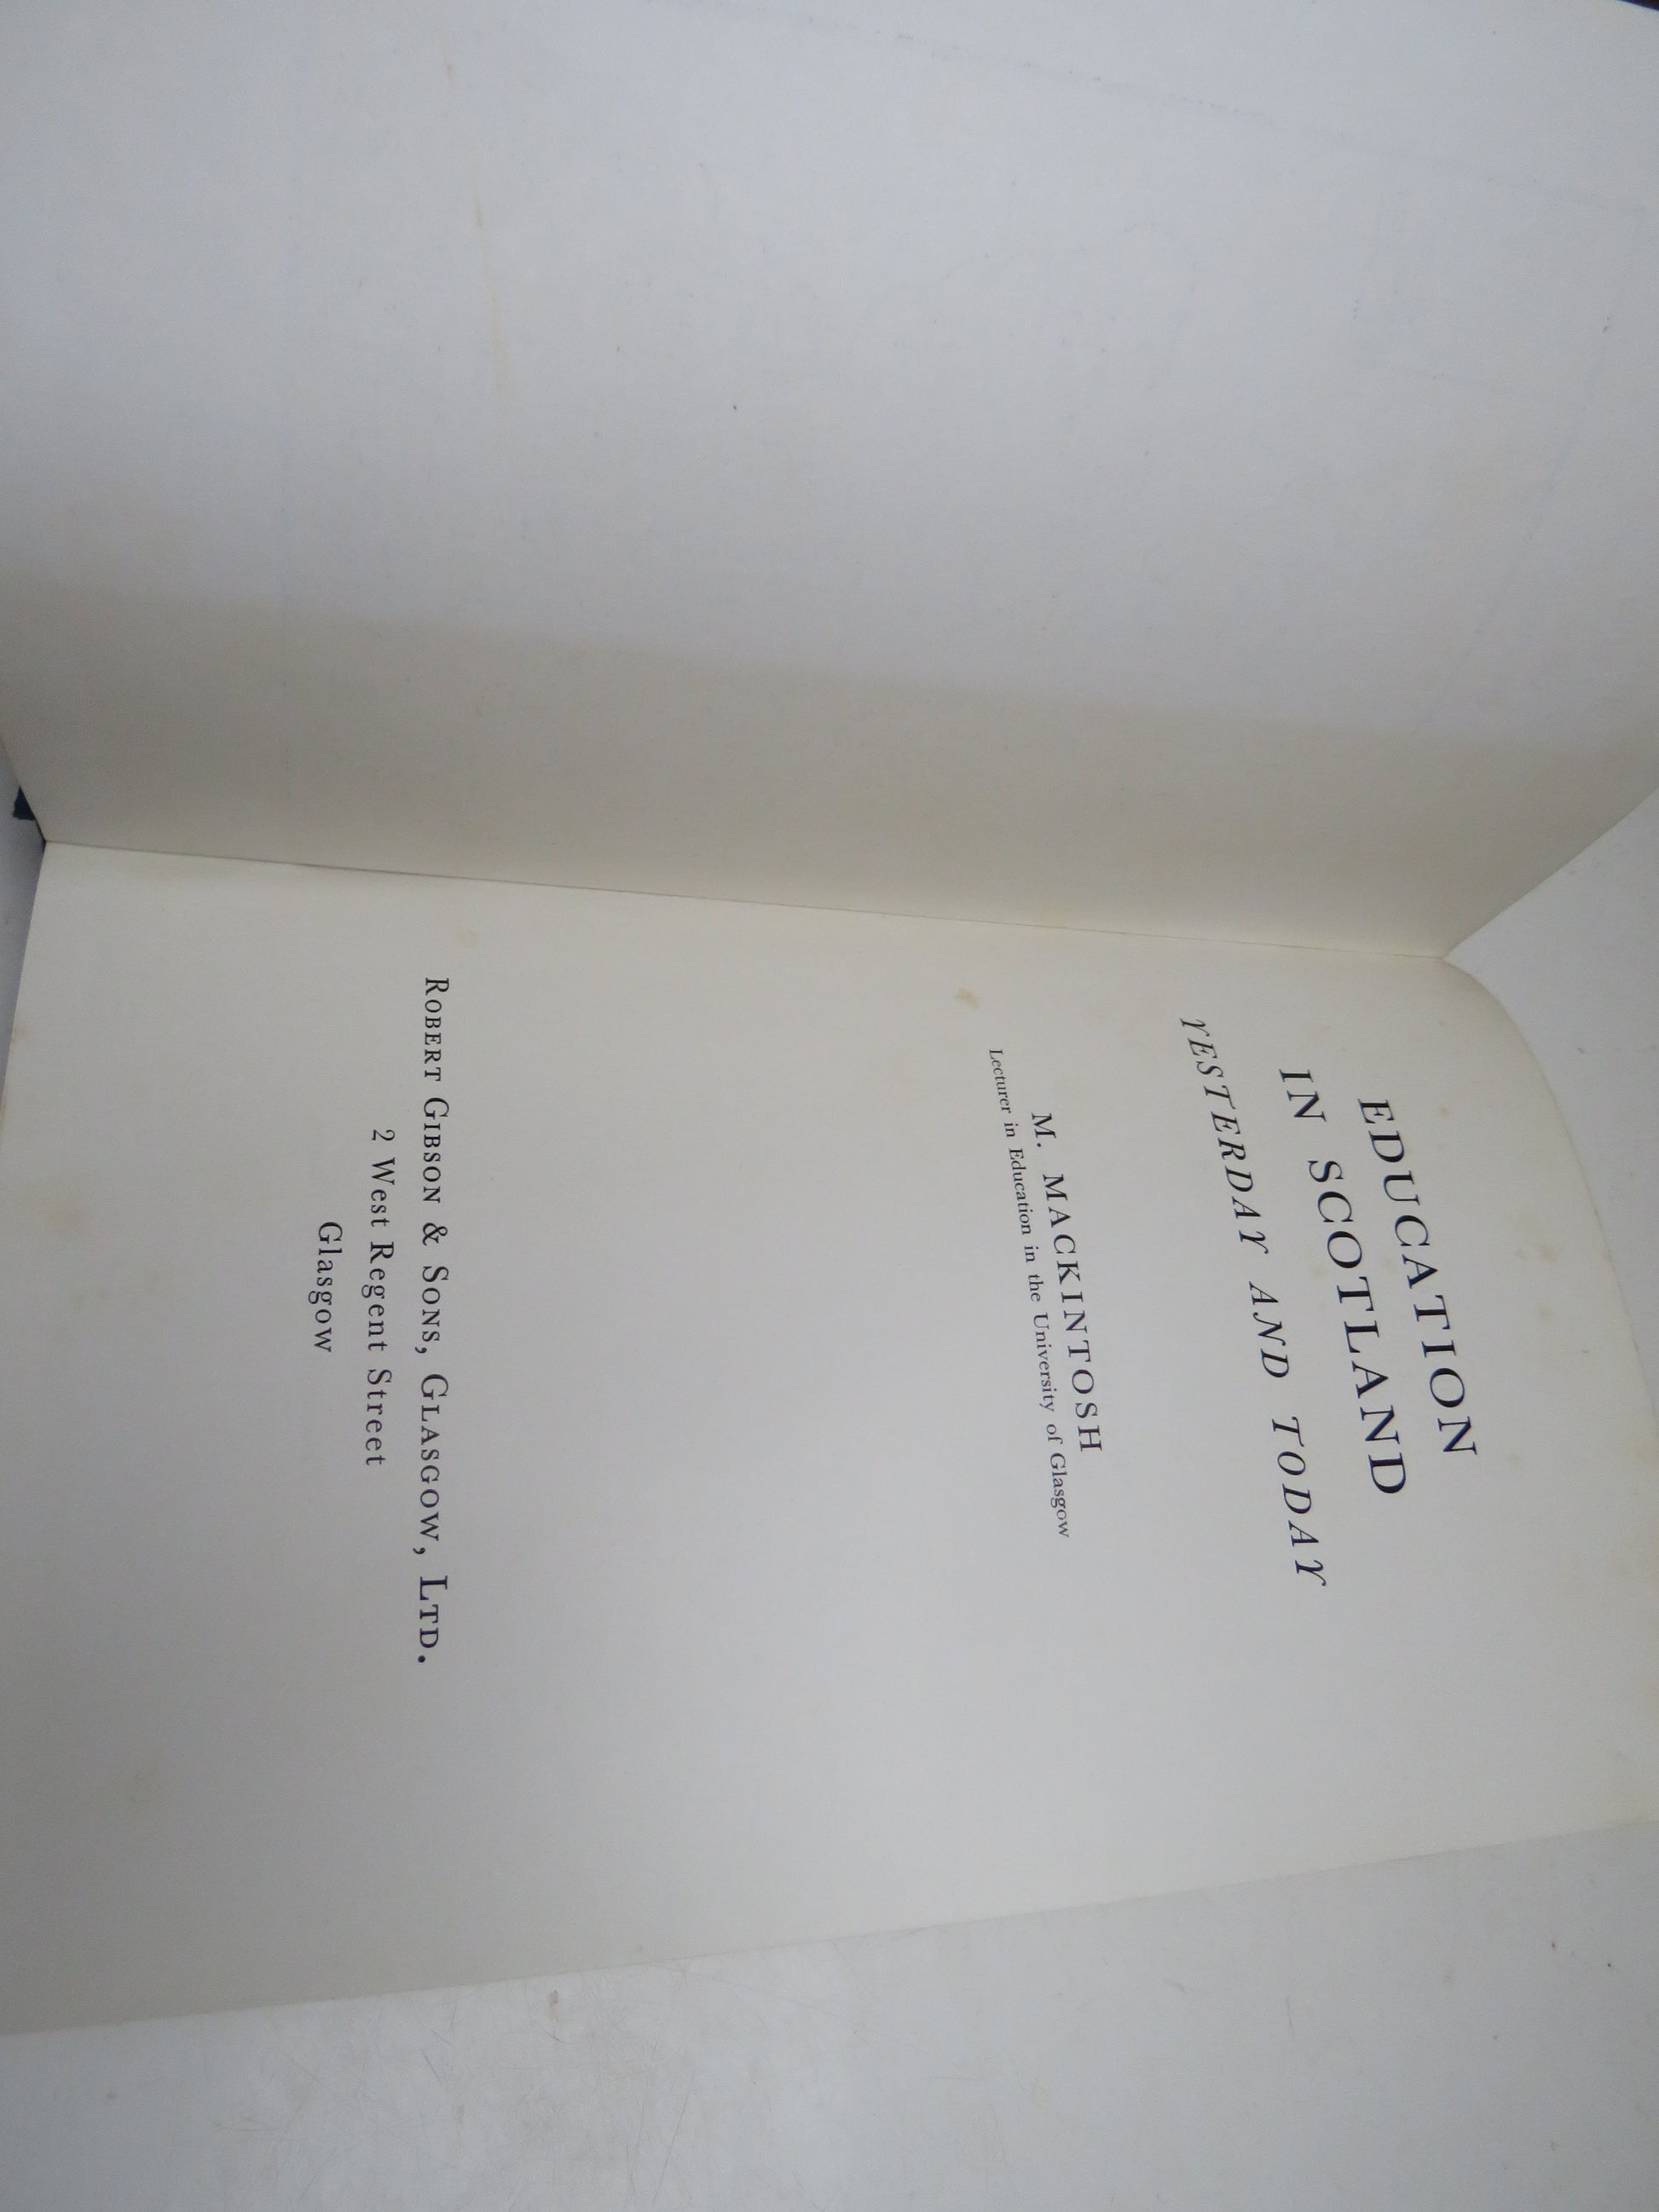 EDUCATION
IN SCOTLAND
YESTERDAY AND TODAY
M. MACKINTOSH
Lecturer in Education in the University of Glasgow
ROBERT GIBSON & SONS, GLASGOW, LTD.
2 West Regent Street
Glasgow